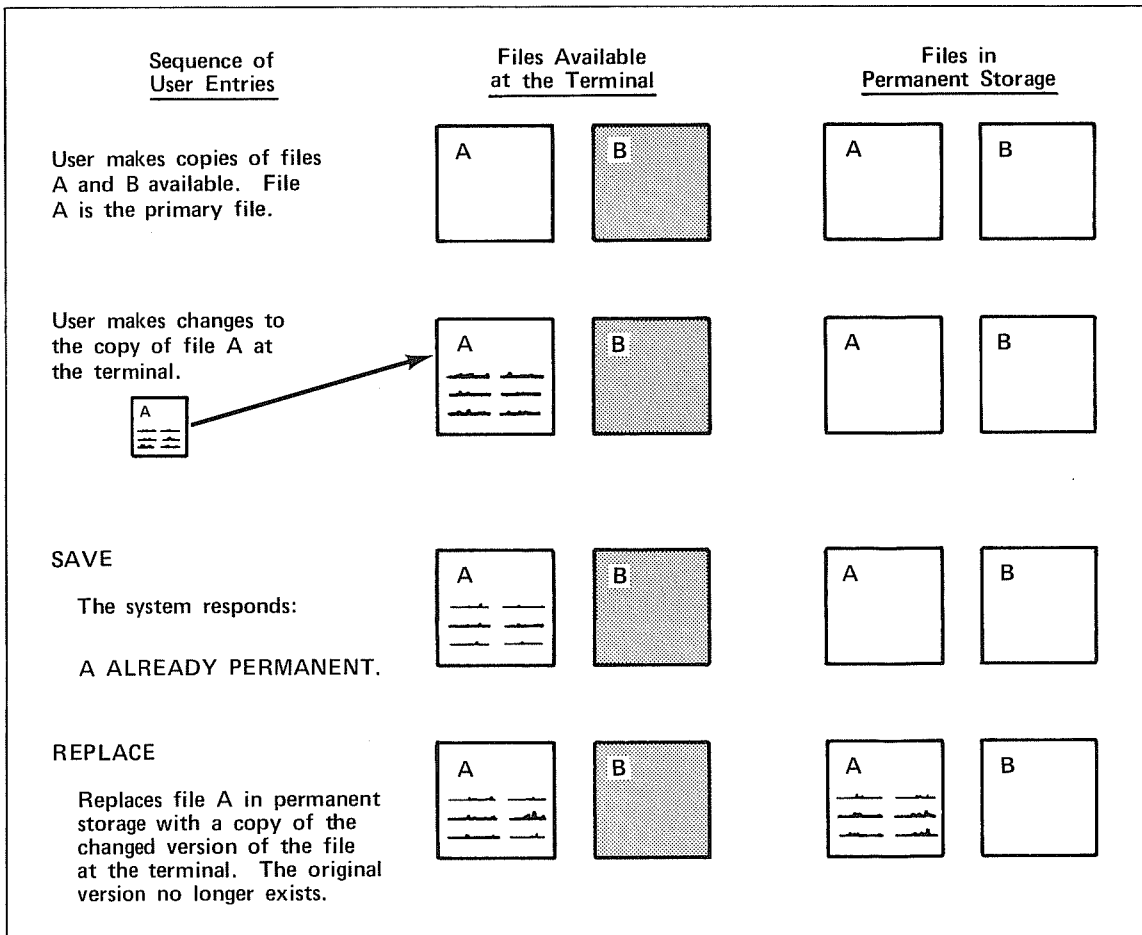 Sequence of
User Entries
Files Available
at the Terminal
Files in
Permanent Storage
User makes copies of files
A and B available. File
A is the primary file.
A
B
A
B
User makes changes to
the copy of file A at
the terminal.
A
A
B
A
B
SAVE
The system responds:
A ALREADY PERMANENT.
A
B
A
B
REPLACE
Replaces file A in permanent
storage with a copy of the
changed version of the file
at the terminal. The original
version no longer exists.
A
B
A
B